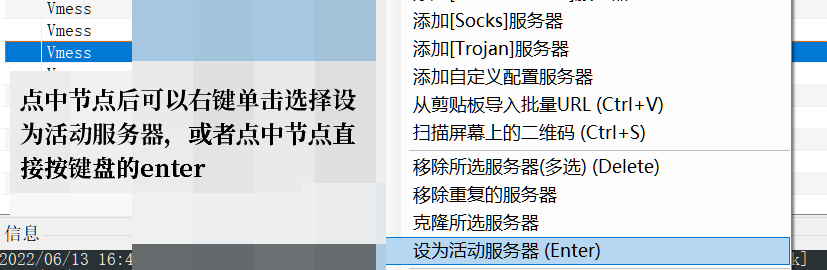 Vmess
Vmess
Vmess
点中节点后可以右键单击选择设
为活动服务器，或者点中节点直
接按键盘的enter
信息
2022/06/13 16:4
添加[Socks]服务器
添加[Trojan]服务器
添加自定义配置服务器
从剪贴板导入批量URL (Ctrl+V)
扫描屏幕上的二维码 (Ctrl+S)
移除所选服务器(多选) (Delete)
移除重复的服务器
克隆所选服务器
设为活动服务器 (Enter)
k]